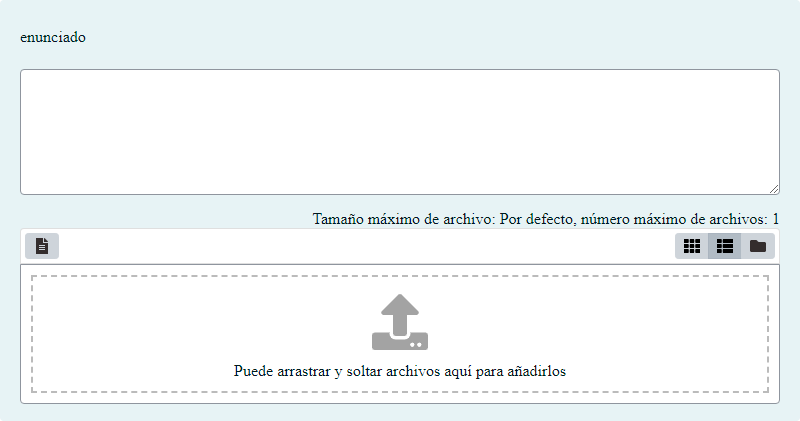 enunciado
Tamaño máximo de archivo: Por defecto, número máximo de archivos: 1
Puede arrastrar y soltar archivos aquí para añadirlos